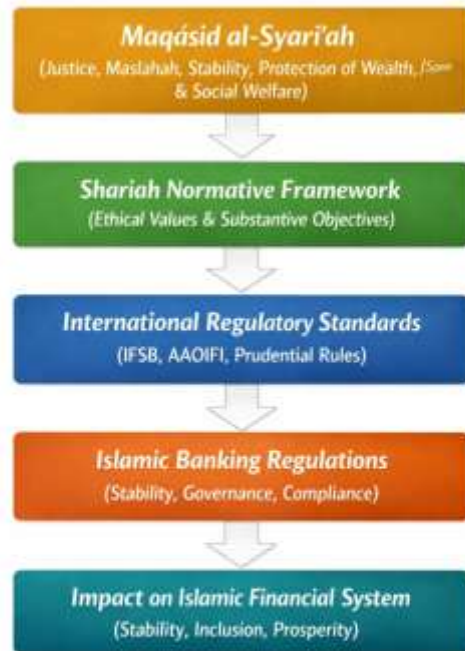 Maqásid al-Syari'ah
(Justice, Maslahah, Stability, Protection of Wealth,
& Social Welfare)
Shariah Normative Framework
(Ethical Values & Substantive Objectives)
International Regulatory Standards
(IFSB, AAOIFI, Prudential Rules)
Islamic Banking Regulations
(Stability, Governance, Compliance)
Impact on Islamic Financial System
(Stability, Inclusion, Prosperity)